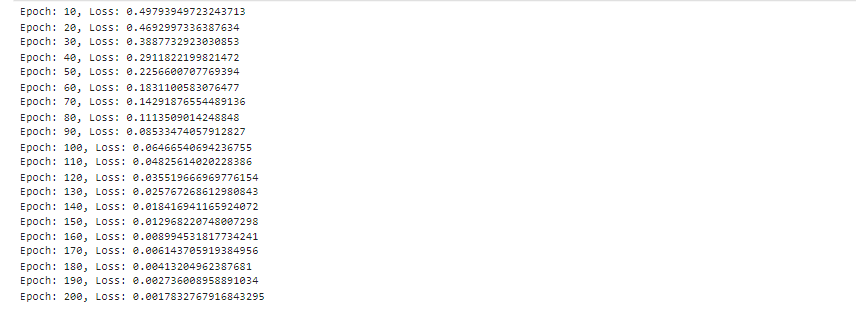 Epoch: 10, Loss: 0.49793949723243713
Epoch: 20, Loss: 0.4692997336387634
Epoch: 30, Loss: 0.3887732923030853
Epoch: 40, Loss: 0.2911822199821472
Epoch: 50, Loss: 0.2256600707769394
Epoch: 60, Loss: 0.1831100583076477
Epoch: 70, Loss: 0.14291876554489136
Epoch: 80, Loss: 0.1113509014248848
Epoch: 90, Loss: 0.08533474057912827
Epoch: 100, Loss: 0.06466540694236755
Epoch: 110, Loss: 0.04825614020228386
Epoch: 120, Loss: 0.035519666969776154
Epoch: 130, Loss: 0.025767268612980843
Epoch: 140, Loss: 0.018416941165924072
Epoch: 150, Loss: 0.012968220748007298
Epoch: 160, Loss: 0.008994531817734241
Epoch: 170, Loss: 0.006143705919384956
Epoch: 180, Loss: 0.00413204962387681
Epoch: 190, Loss: 0.002736008958891034
Epoch: 200, Loss: 0.0017832767916843295